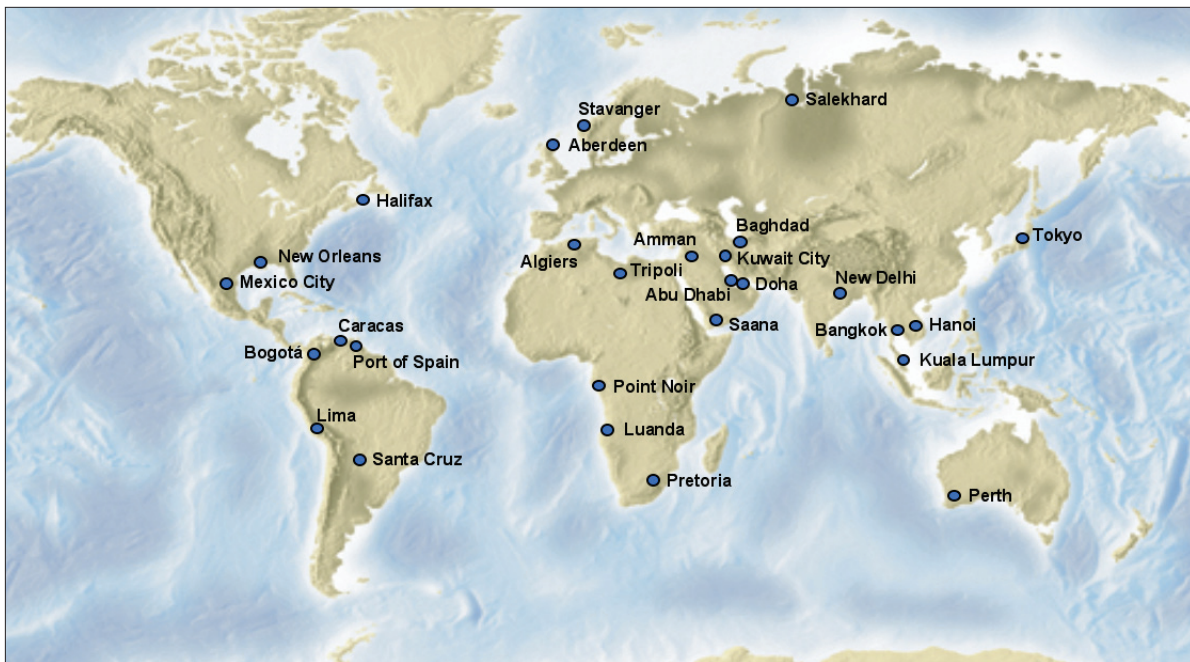 Salekhard
Stavanger
Aberdeen
Halifax
Baghdad
Tokyo
Amman
Algiers
Kuwait City
New Orleans
Tripoli
Mexico City
New Delhi
Doha
Abu Dhabi
Saana
Hanoi
Bangkok
Caracas
Bogotá
Port of Spain
Kuala Lumpur
Point Noir
Lima
Luanda
Santa Cruz
Pretoria
Perth